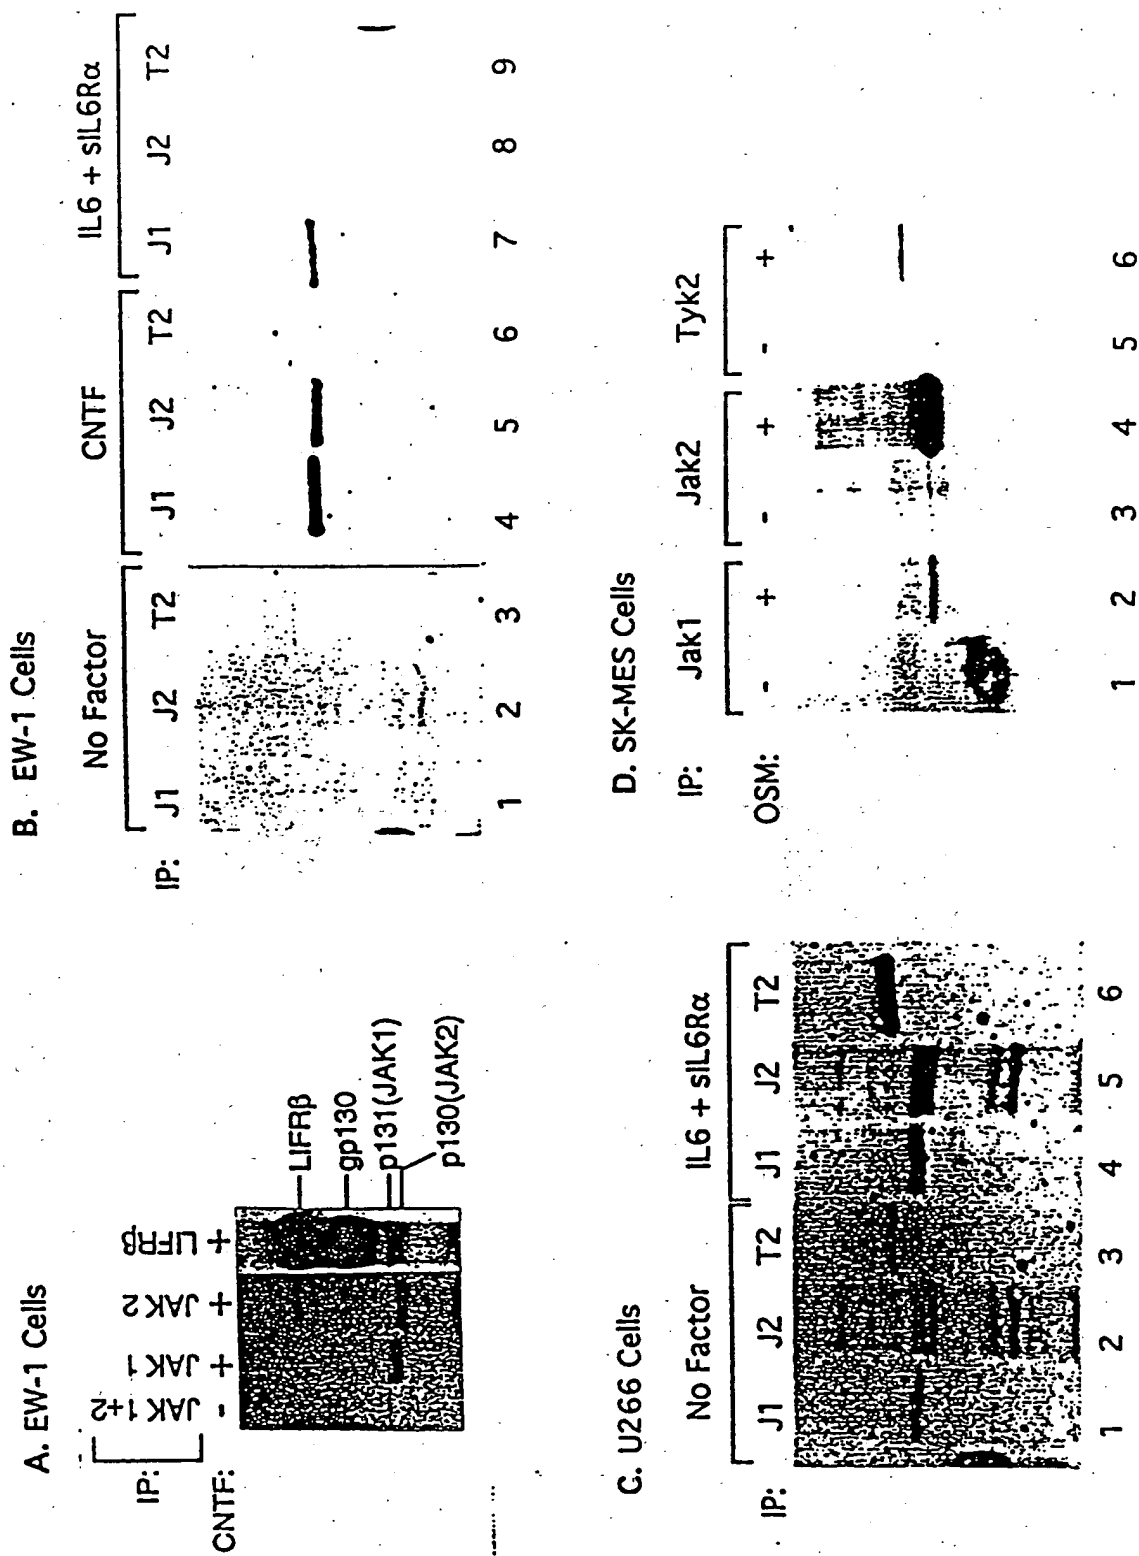 A. EW-1 Cells
IP: JAK 1+2 JAK 1 JAK 2 LIFRβ
CNTF: - + + +
LIFRβ
gp130
p131(JAK1)
p130(JAK2)
B. EW-1 Cells
No Factor CNTF IL6 + sIL6Rα
IP: J1 J2 T2 J1 J2 T2 J1 J2 T2
1 2 3 4 5 6 7 8 9
C. U266 Cells
No Factor IL6 + sIL6Rα
IP: J1 J2 T2 J1 J2 T2
1 2 3 4 5 6
D. SK-MES Cells
IP: Jak1 Jak2 Tyk2
OSM: - + - + - +
1 2 3 4 5 6